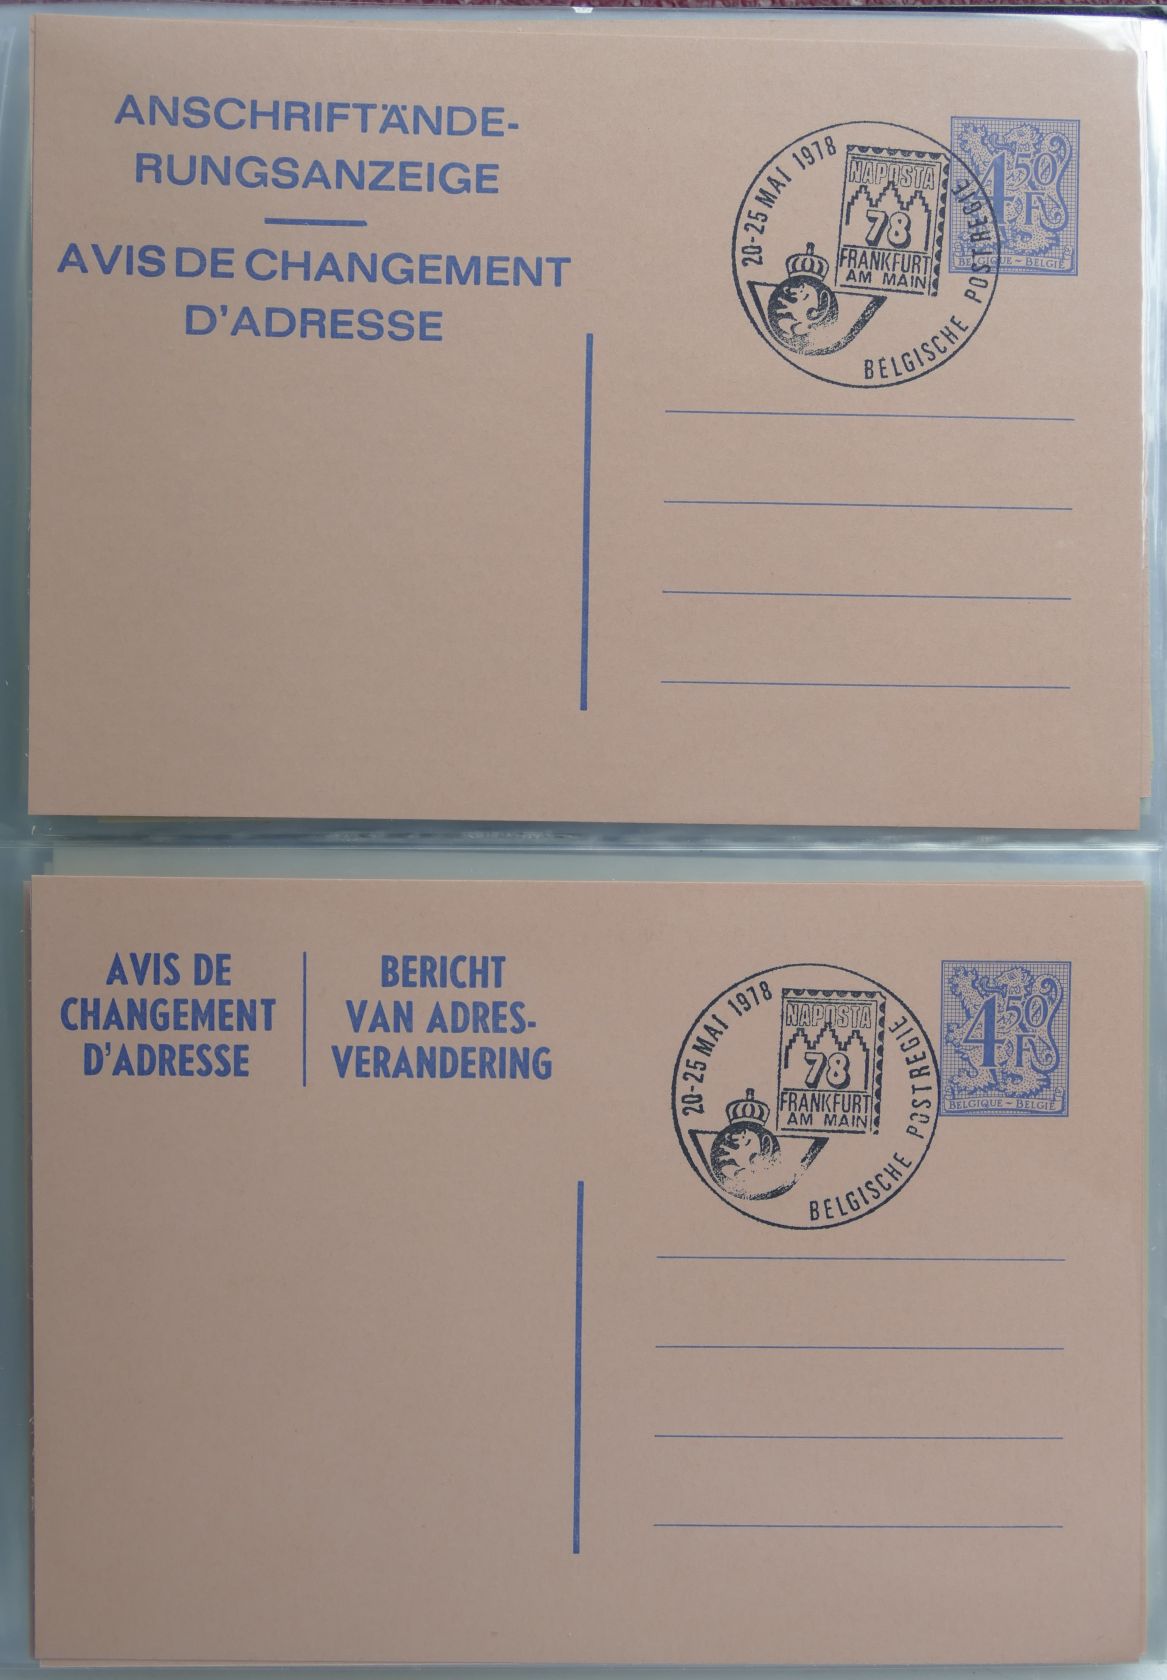 ANSCHRIFTÄNDE-
RUNGSANZEIGE
AVIS DE CHANGEMENT
D'ADRESSE
20-25 MAI 1978
NAPOSTA
78
FRANKFURT
AM MAIN
BELGISCHE POSTREGIE
4,50 F
BELGIQUE - BELGIË
AVIS DE
CHANGEMENT
D'ADRESSE
BERICHT
VAN ADRES-
VERANDERING
20-25 MAI 1978
NAPOSTA
78
FRANKFURT
AM MAIN
BELGISCHE POSTREGIE
4,50 F
BELGIQUE - BELGIË